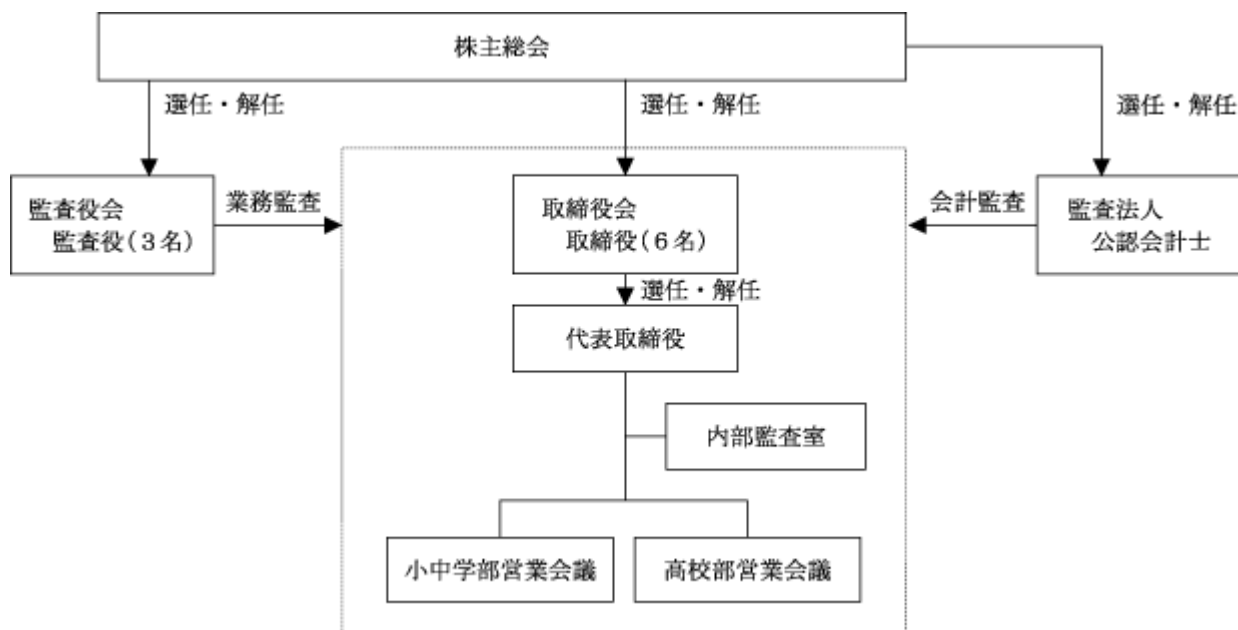 株主総会
選任・解任
選任・解任
選任・解任
監査役会
監査役(3名)
業務監査
取締役会
取締役(6名)
会計監査
監査法人
公認会計士
選任・解任
代表取締役
内部監査室
小中学部営業会議
高校部営業会議